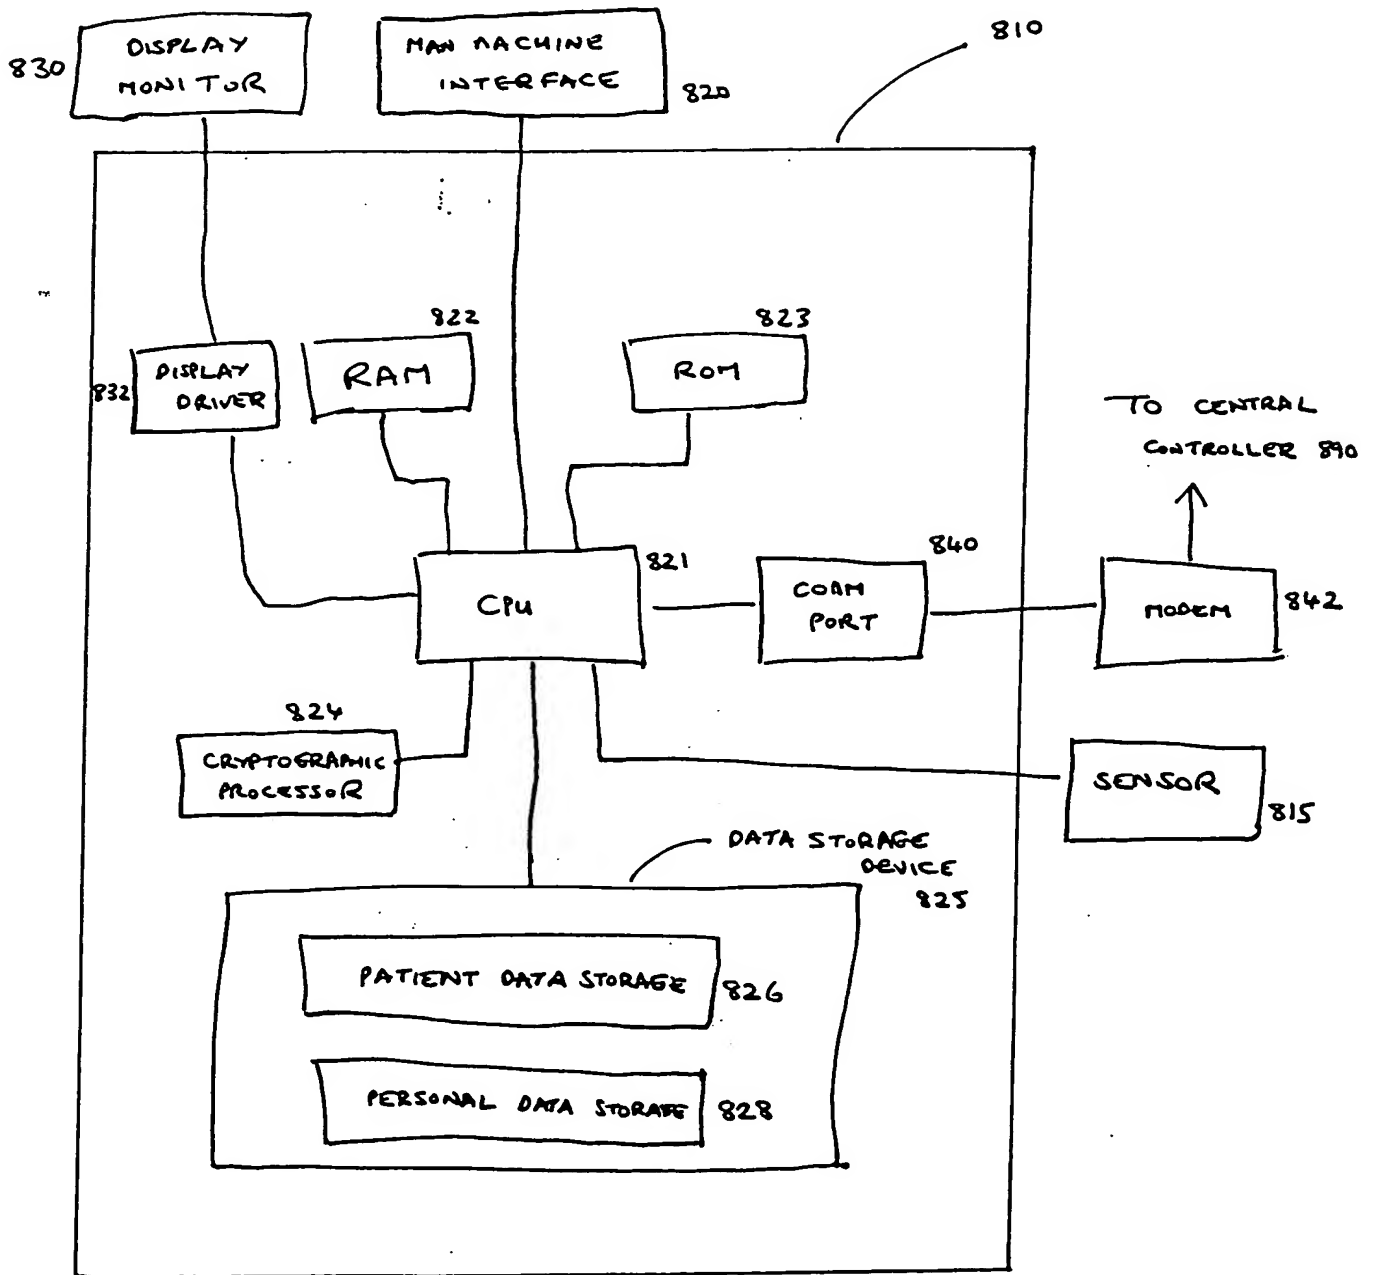 DISPLAY
MONITOR
830
MAN MACHINE
INTERFACE
820
810
822
RAM
823
ROM
832
DISPLAY
DRIVER
TO CENTRAL
CONTROLLER 890
CPU
821
840
COMM
PORT
MODEM
842
824
CRYPTOGRAPHIC
PROCESSOR
SENSOR
815
DATA STORAGE
DEVICE
825
PATIENT DATA STORAGE
826
PERSONAL DATA STORAGE
828